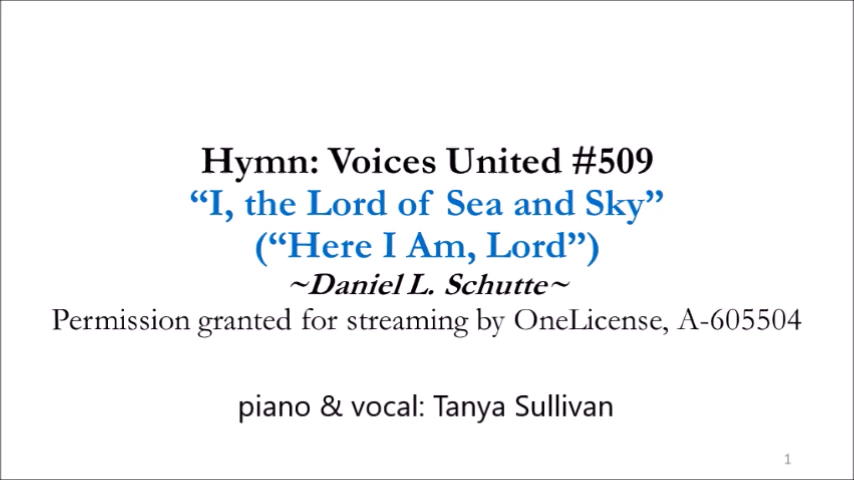 Hymn: Voices United #509
“I, the Lord of Sea and Sky”
(“Here I Am, Lord”)
~Daniel L. Schutte~
Permission granted for streaming by OneLicense, A-605504
piano & vocal: Tanya Sullivan
1